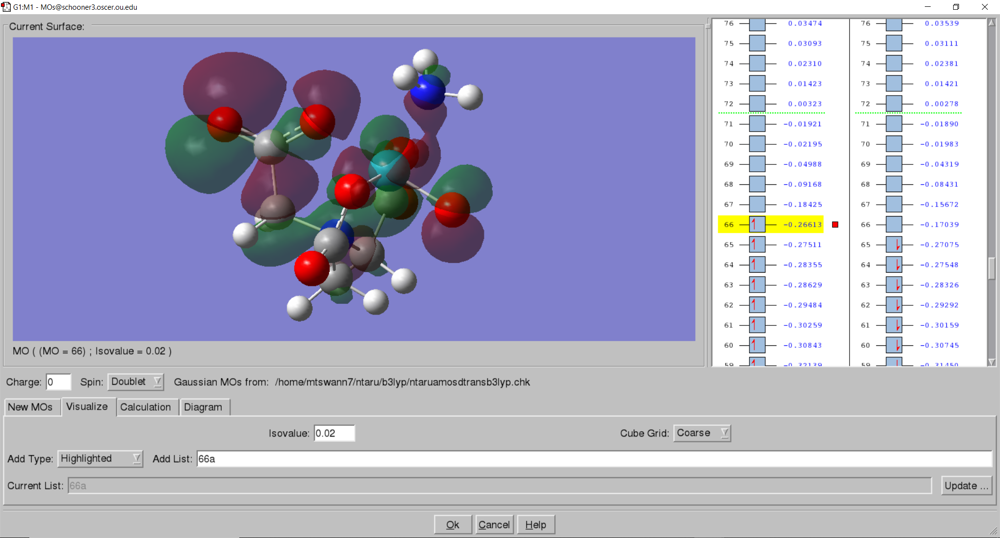 G1:M1 - MOs@schooner3.oscer.ou.edu
Current Surface:
MO ( (MO = 66) ; Isovalue = 0.02 )
76 0.03474 76 0.03539
75 0.03093 75 0.03111
74 0.02310 74 0.02381
73 0.01423 73 0.01421
72 0.00323 72 0.00278
71 -0.01921 71 -0.01890
70 -0.02195 70 -0.01983
69 -0.04988 69 -0.04319
68 -0.09168 68 -0.08431
67 -0.18425 67 -0.15672
66 -0.26613 66 -0.17039
65 -0.27511 65 -0.27075
64 -0.28355 64 -0.27548
63 -0.28629 63 -0.28326
62 -0.29484 62 -0.29292
61 -0.30259 61 -0.30159
60 -0.30843 60 -0.30745
59 -0.32139 59 -0.31450
Charge: 0 Spin: Doublet Gaussian MOs from: /home/mtswann7/ntaru/b3lyp/ntaruamosdtransb3lyp.chk
New MOs Visualize Calculation Diagram
Isovalue: 0.02 Cube Grid: Coarse
Add Type: Highlighted Add List: 66a
Current List: 66a Update ...
Ok Cancel Help